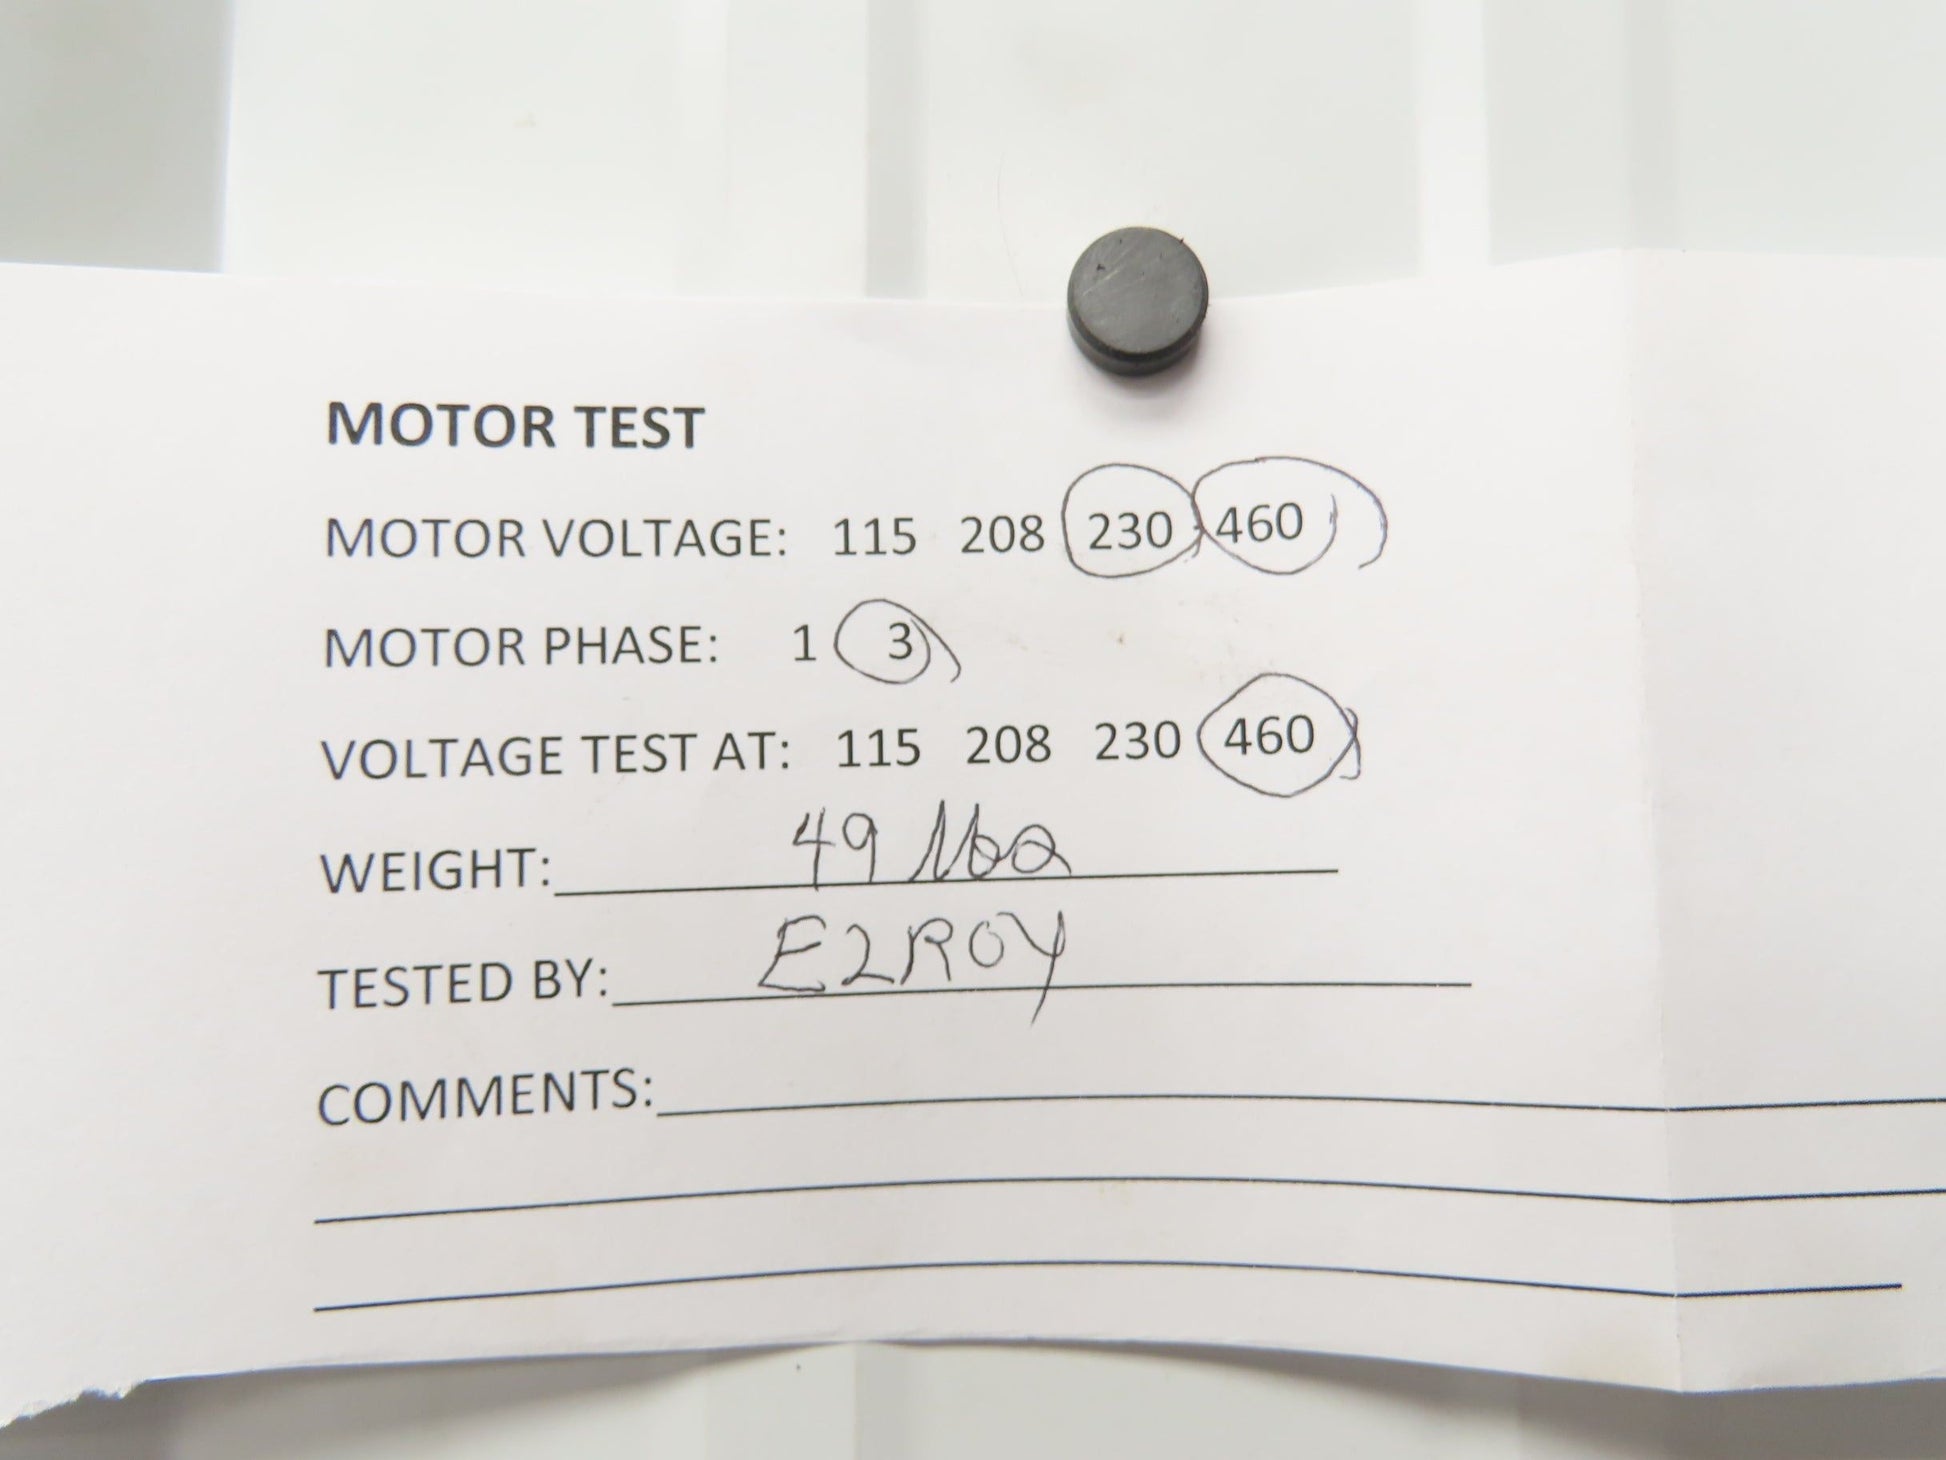 MOTOR TEST
MOTOR VOLTAGE: 115 208 230 460
MOTOR PHASE: 1 3
VOLTAGE TEST AT: 115 208 230 460
WEIGHT: 49 lbs
TESTED BY: ELROY
COMMENTS: